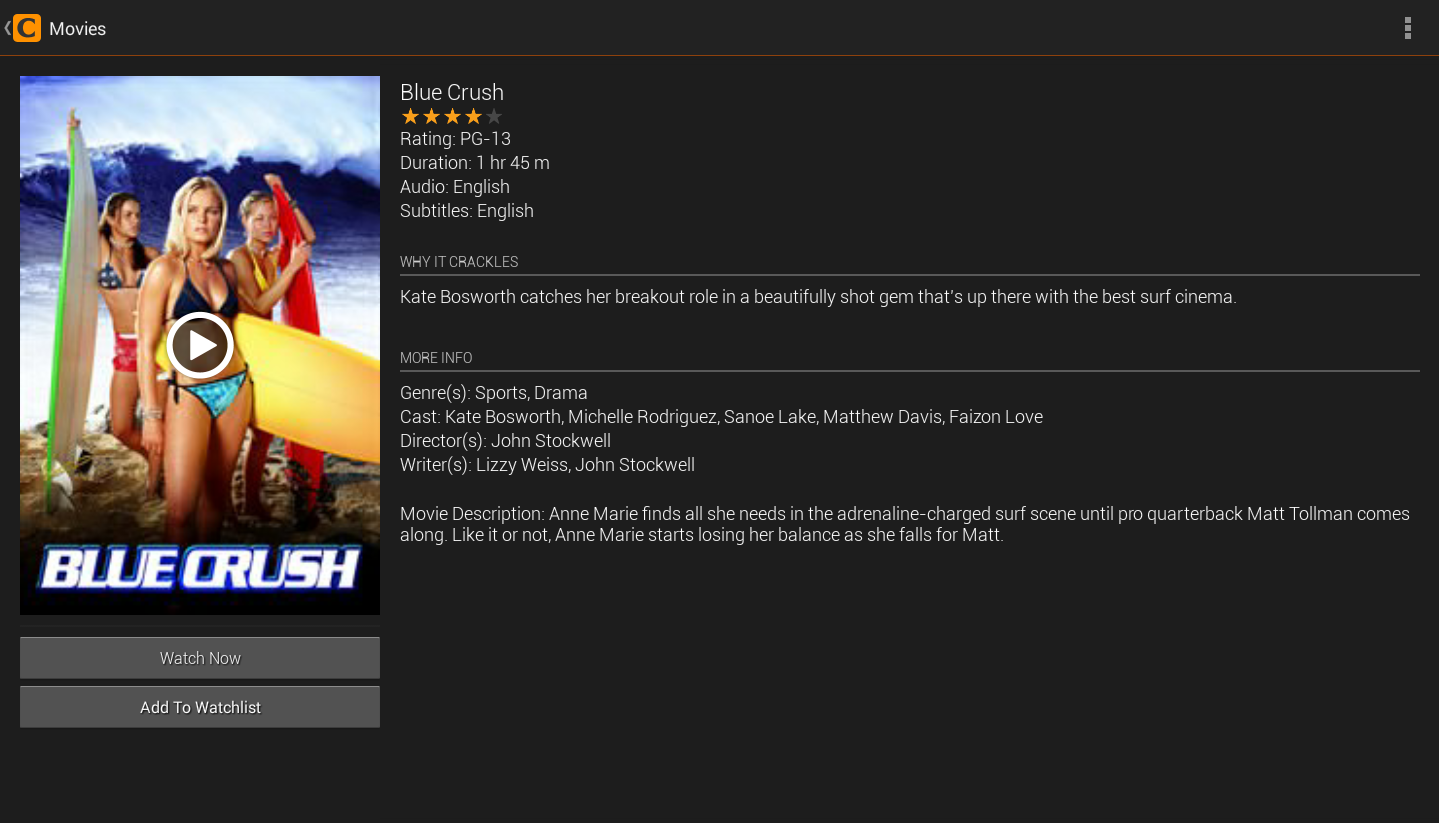 C Movies
Blue Crush
Rating: PG-13
Duration: 1 hr 45 m
Audio: English
Subtitles: English
WHY IT CRACKLES
Kate Bosworth catches her breakout role in a beautifully shot gem that's up there with the best surf cinema.
MORE INFO
Genre(s): Sports, Drama
Cast: Kate Bosworth, Michelle Rodriguez, Sanoe Lake, Matthew Davis, Faizon Love
Director(s): John Stockwell
Writer(s): Lizzy Weiss, John Stockwell
Movie Description: Anne Marie finds all she needs in the adrenaline-charged surf scene until pro quarterback Matt Tollman comes
along. Like it or not, Anne Marie starts losing her balance as she falls for Matt.
BLUE CRUSH
Watch Now
Add To Watchlist